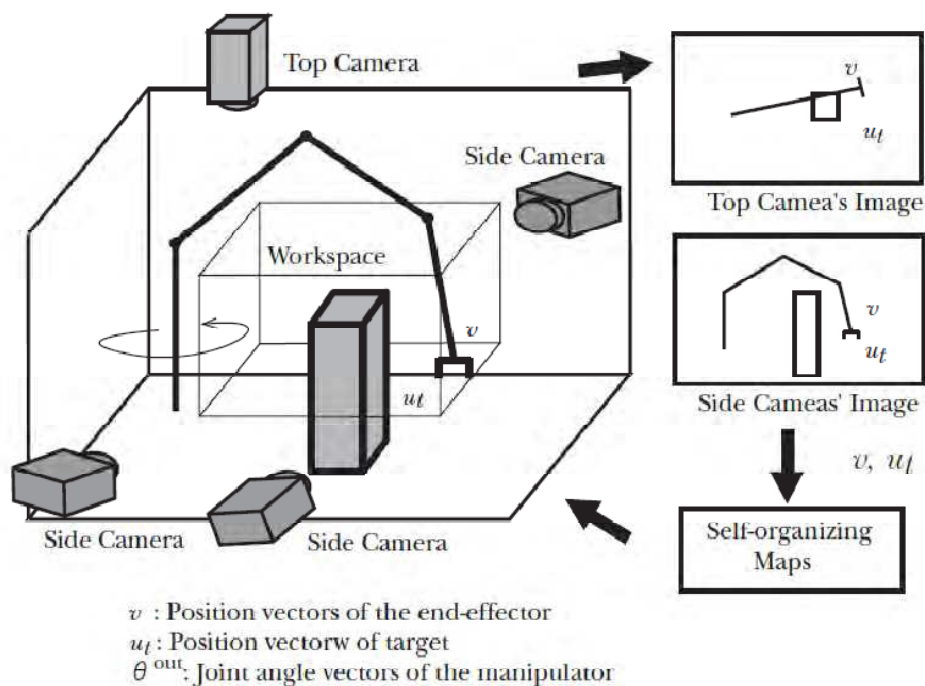 Top Camera
Side Camera
Workspace
v
u_t
Side Camera
Side Camera
v
u_t
Top Camea's Image
v
u_t
Side Cameas' Image
v, u_t
Self-organizing
Maps
v : Position vectors of the end-effector
u_t : Position vectorw of target
θ^out: Joint angle vectors of the manipulator